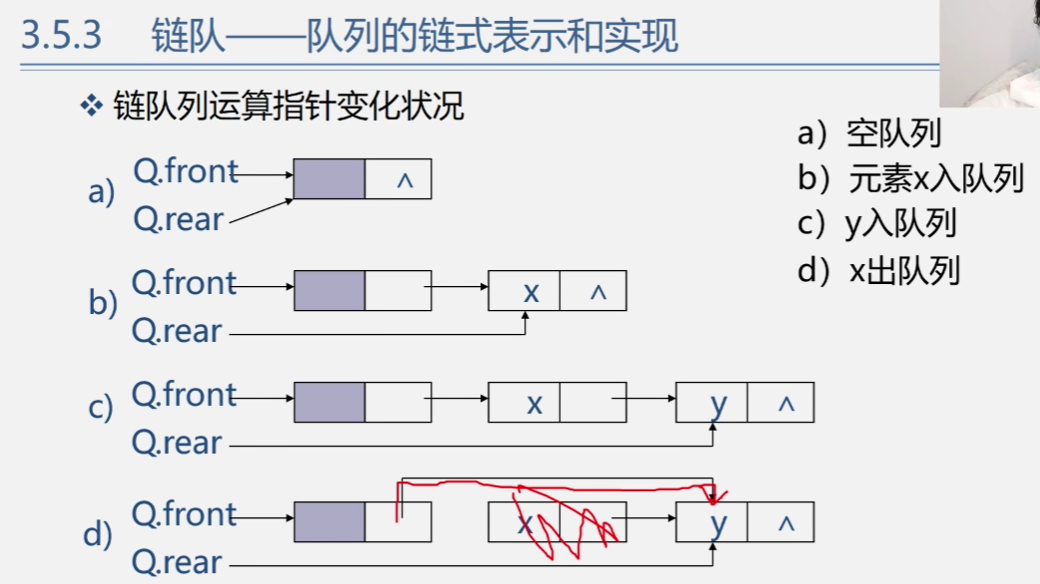 3.5.3 链队——队列的链式表示和实现
❖ 链队列运算指针变化状况
a) Q.front ^
Q.rear
b) Q.front x ^
Q.rear
c) Q.front x y ^
Q.rear
d) Q.front x y ^
Q.rear
a）空队列
b）元素x入队列
c）y入队列
d）x出队列